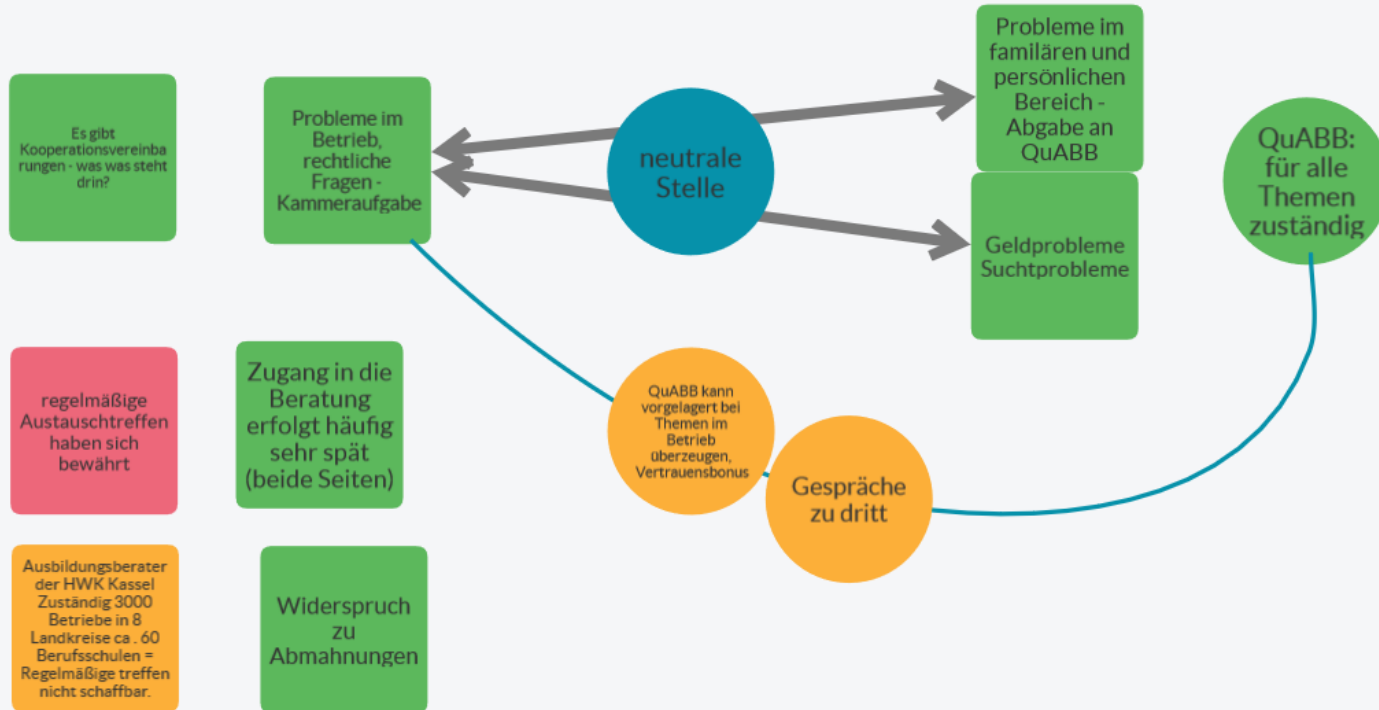 Es gibt
Kooperationsvereinba
rungen - was was steht
drin?
Probleme im
Betrieb,
rechtliche
Fragen -
Kammeraufgabe
neutrale
Stelle
Probleme im
familären und
persönlichen
Bereich -
Abgabe an
QuABB
QuABB:
für alle
Themen
zuständig
Geldprobleme
Suchtprobleme
regelmäßige
Austauschtreffen
haben sich
bewährt
Zugang in die
Beratung
erfolgt häufig
sehr spät
(beide Seiten)
QuABB kann
vorgelagert bei
Themen im
Betrieb
überzeugen,
Vertrauensbonus
Gespräche
zu dritt
Ausbildungsberater
der HWK Kassel
Zuständig 3000
Betriebe in 8
Landkreise ca . 60
Berufsschulen =
Regelmäßige treffen
nicht schaffbar.
Widerspruch
zu
Abmahnungen